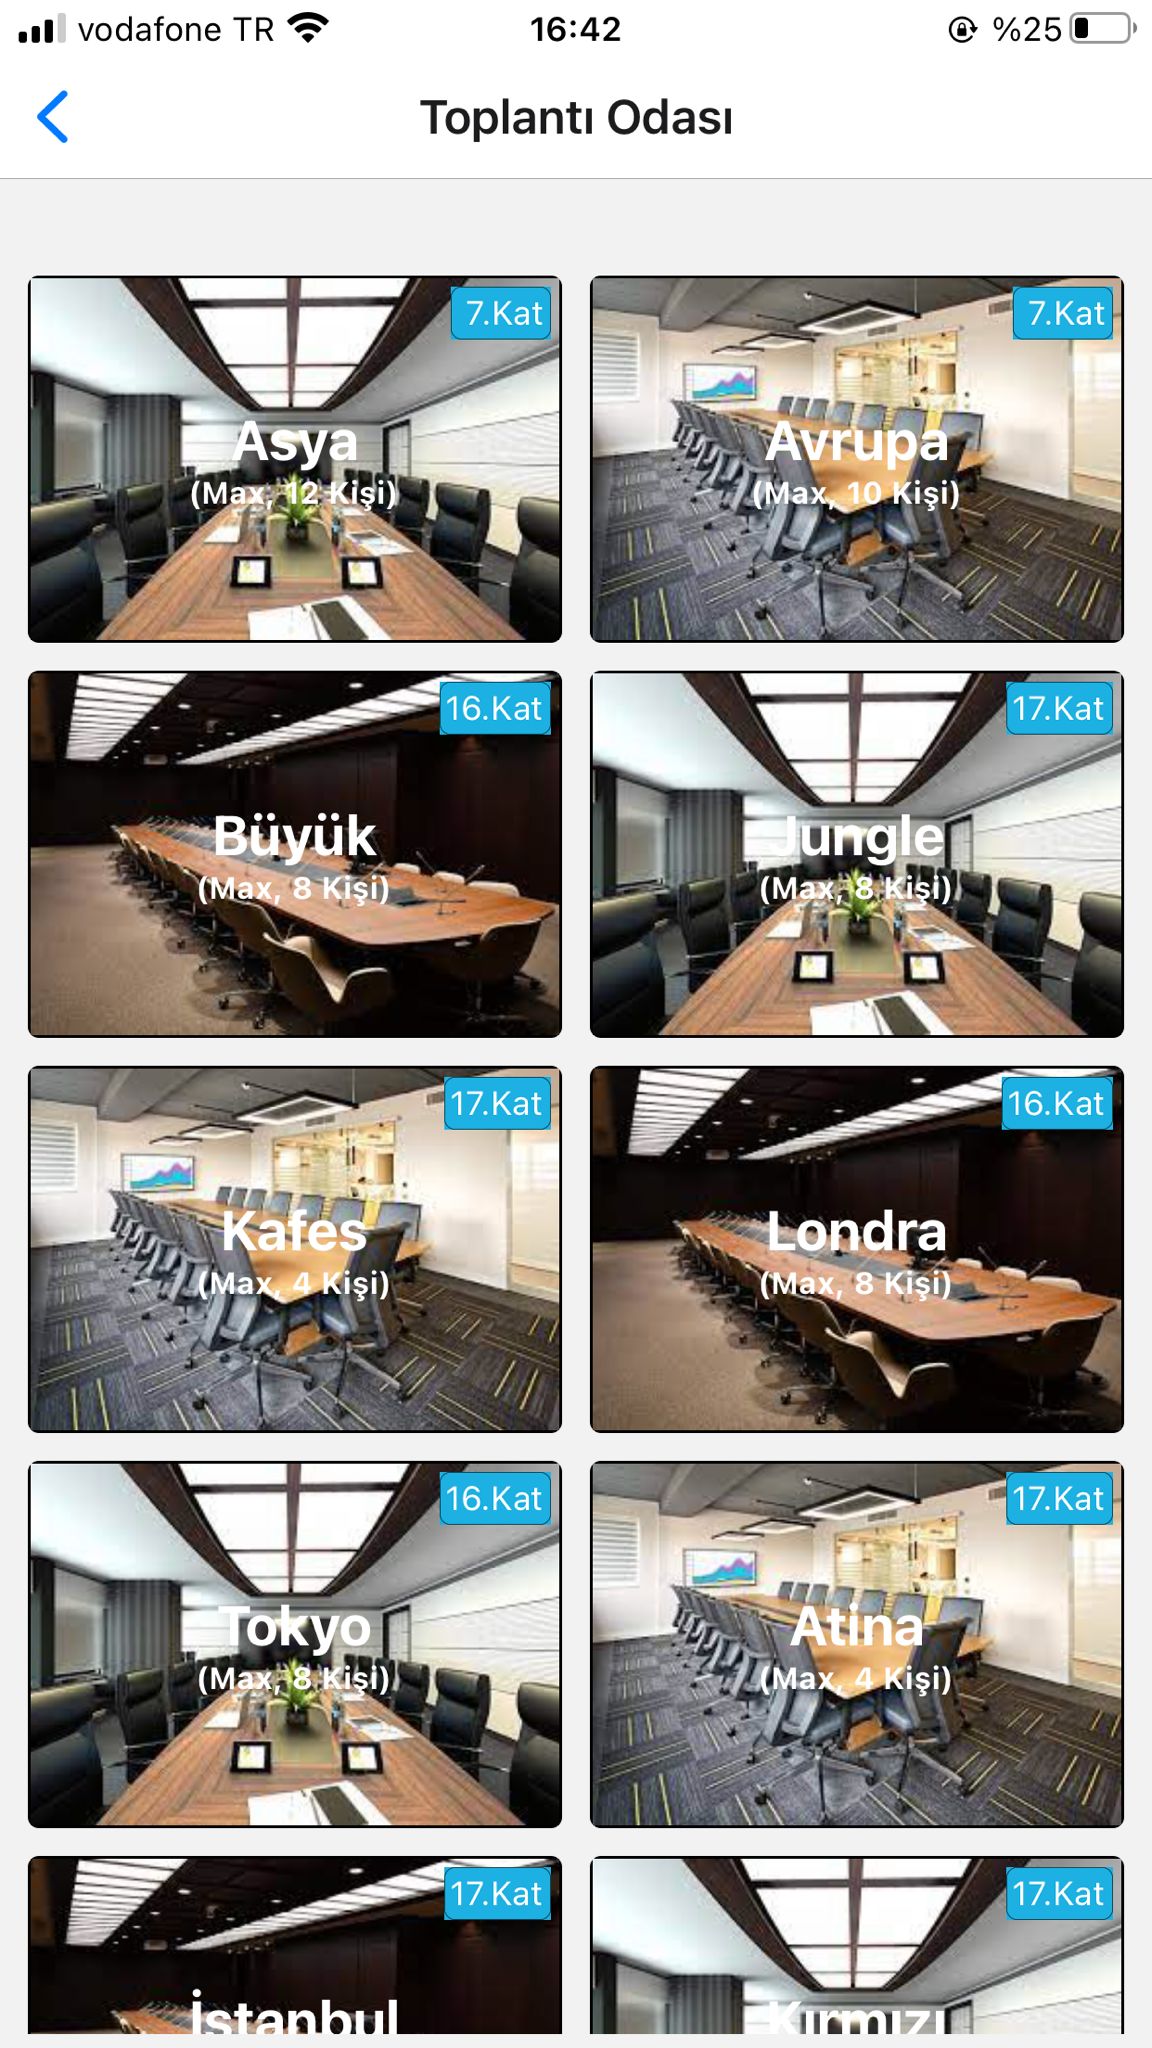 vodafone TR 16:42 %25
Toplantı Odası
7.Kat
Asya
(Max, 12 Kişi)
7.Kat
Avrupa
(Max, 10 Kişi)
16.Kat
Büyük
(Max, 8 Kişi)
17.Kat
Jungle
(Max, 8 Kişi)
17.Kat
Kafes
(Max, 4 Kişi)
16.Kat
Londra
(Max, 8 Kişi)
16.Kat
Tokyo
(Max, 8 Kişi)
17.Kat
Atina
(Max, 4 Kişi)
17.Kat
İstanbul
17.Kat
Kırmızı